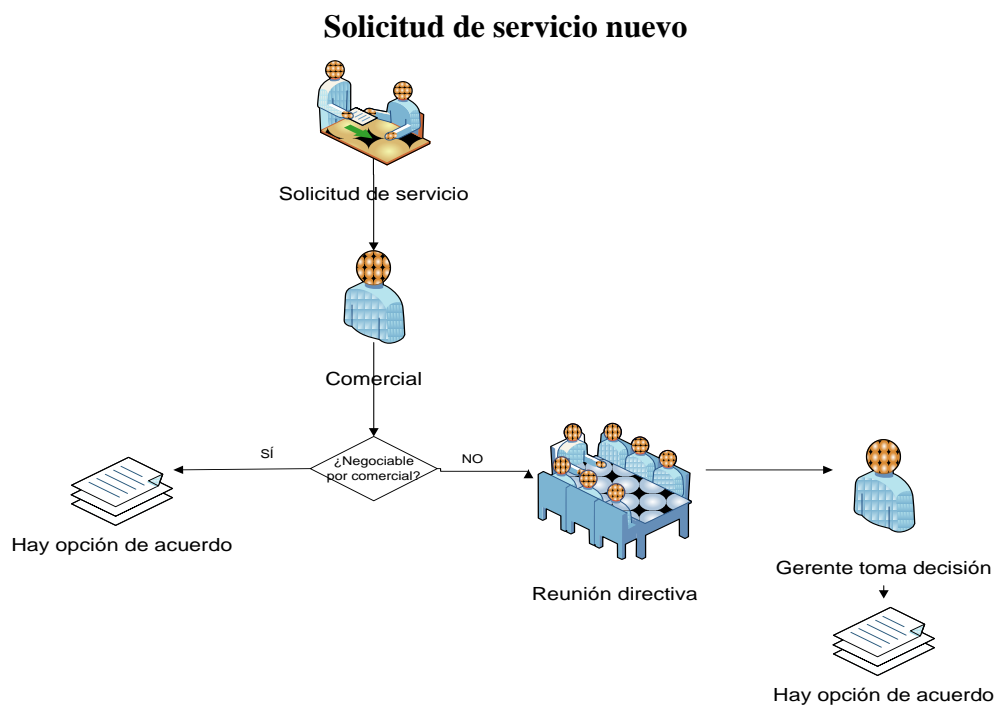 Solicitud de servicio nuevo
Solicitud de servicio
Comercial
SÍ
¿Negociable
por comercial?
NO
Hay opción de acuerdo
Reunión directiva
Gerente toma decisión
Hay opción de acuerdo